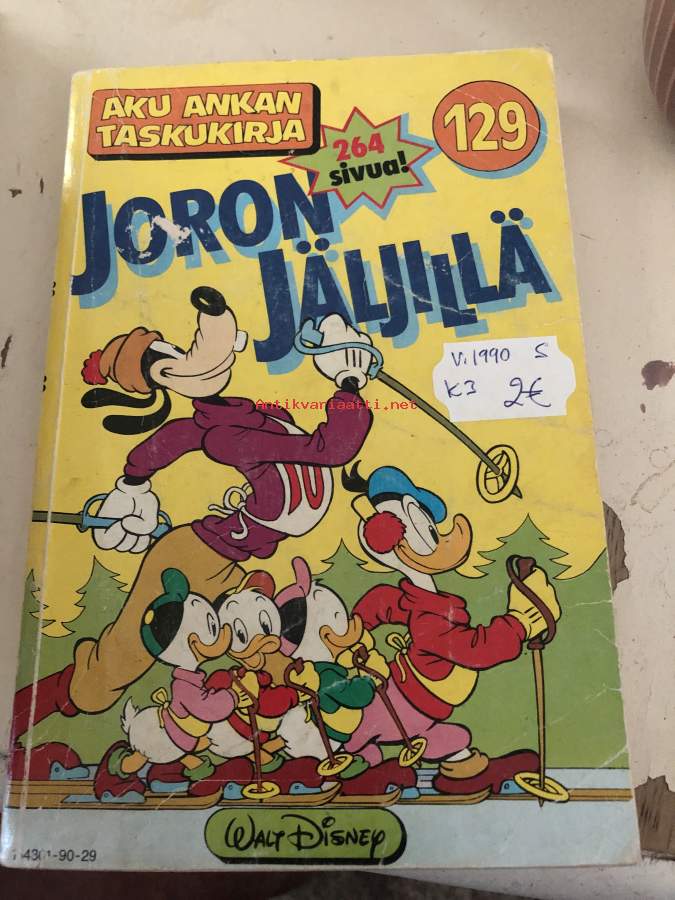 AKU ANKAN
TASKUKIRJA
264
sivua!
129
JORON
JÄLJILLÄ
V.1990 S
K3 2€
Antikvariaatti.net
10
WALT DISNEY
-90-29